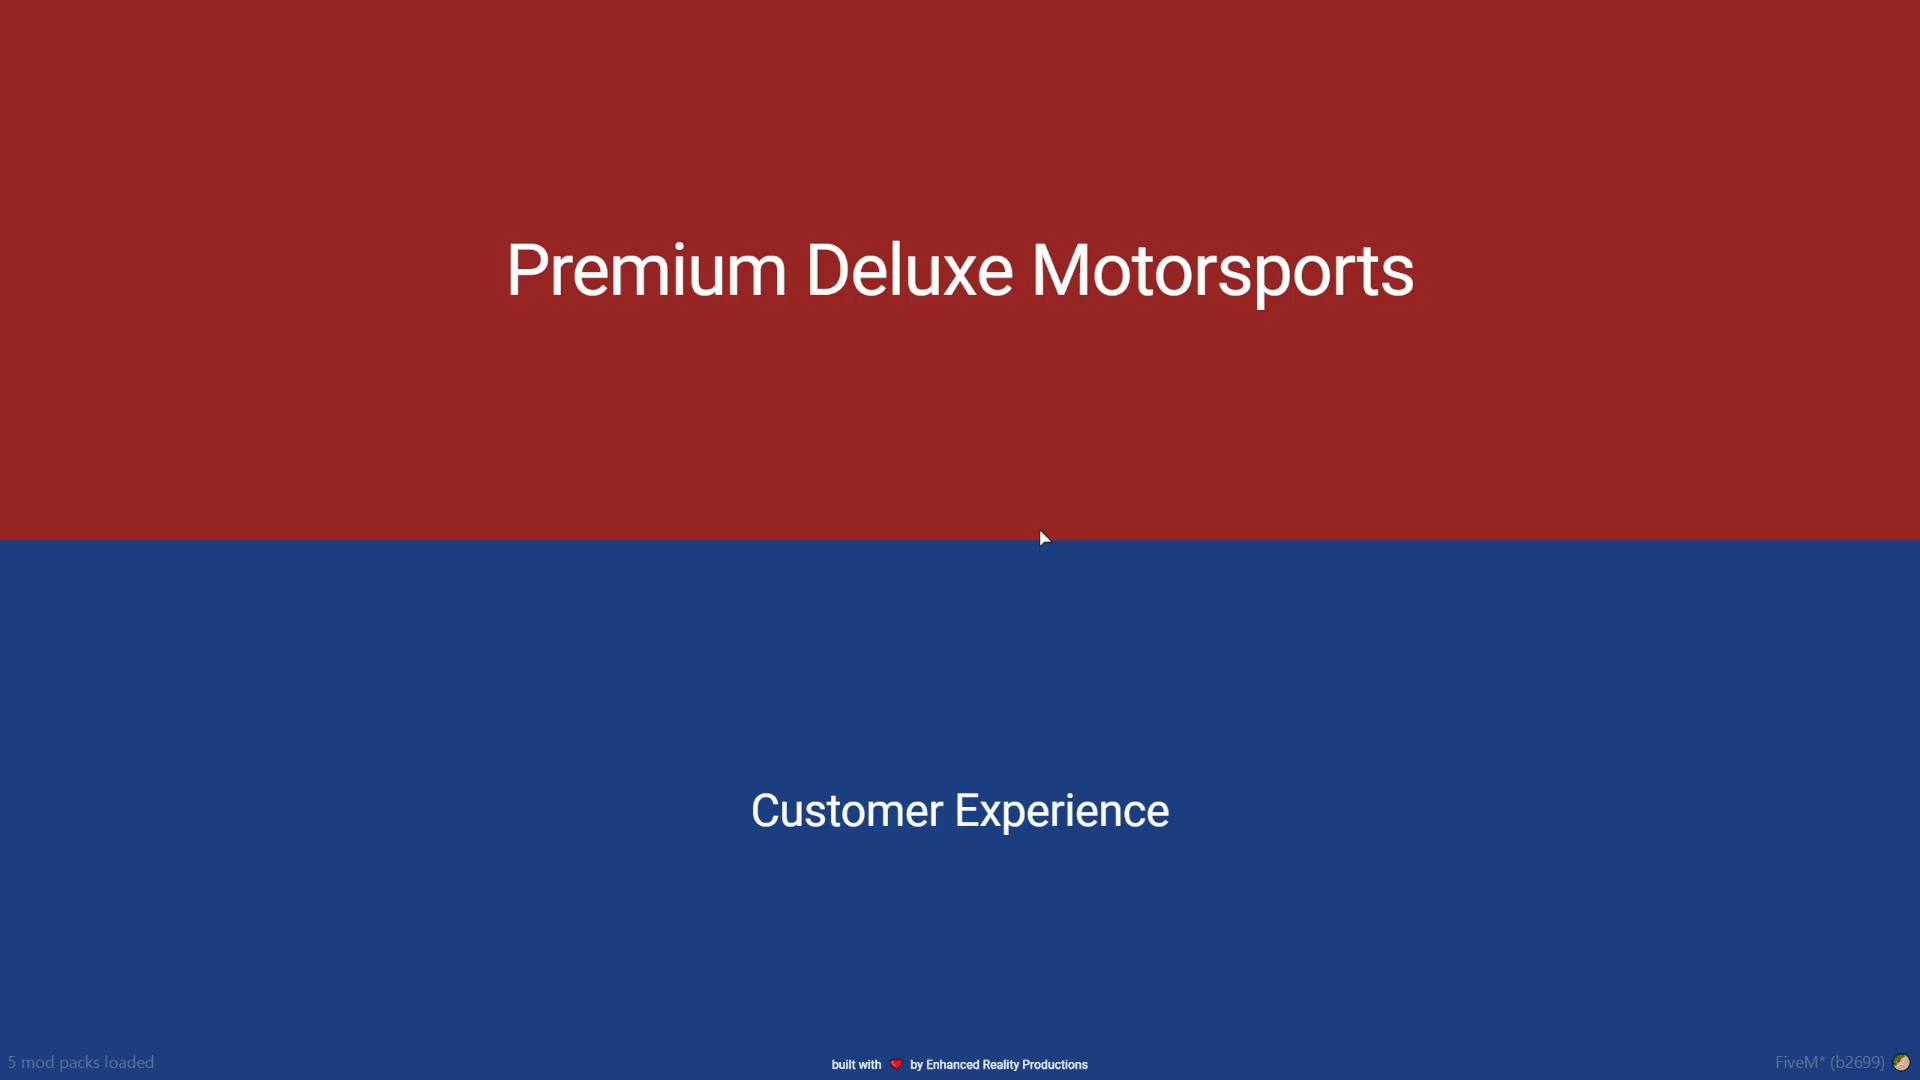 Premium Deluxe Motorsports
Customer Experience
5 mod packs loaded
built with ❤️ by Enhanced Reality Productions
FiveM* (b2699)